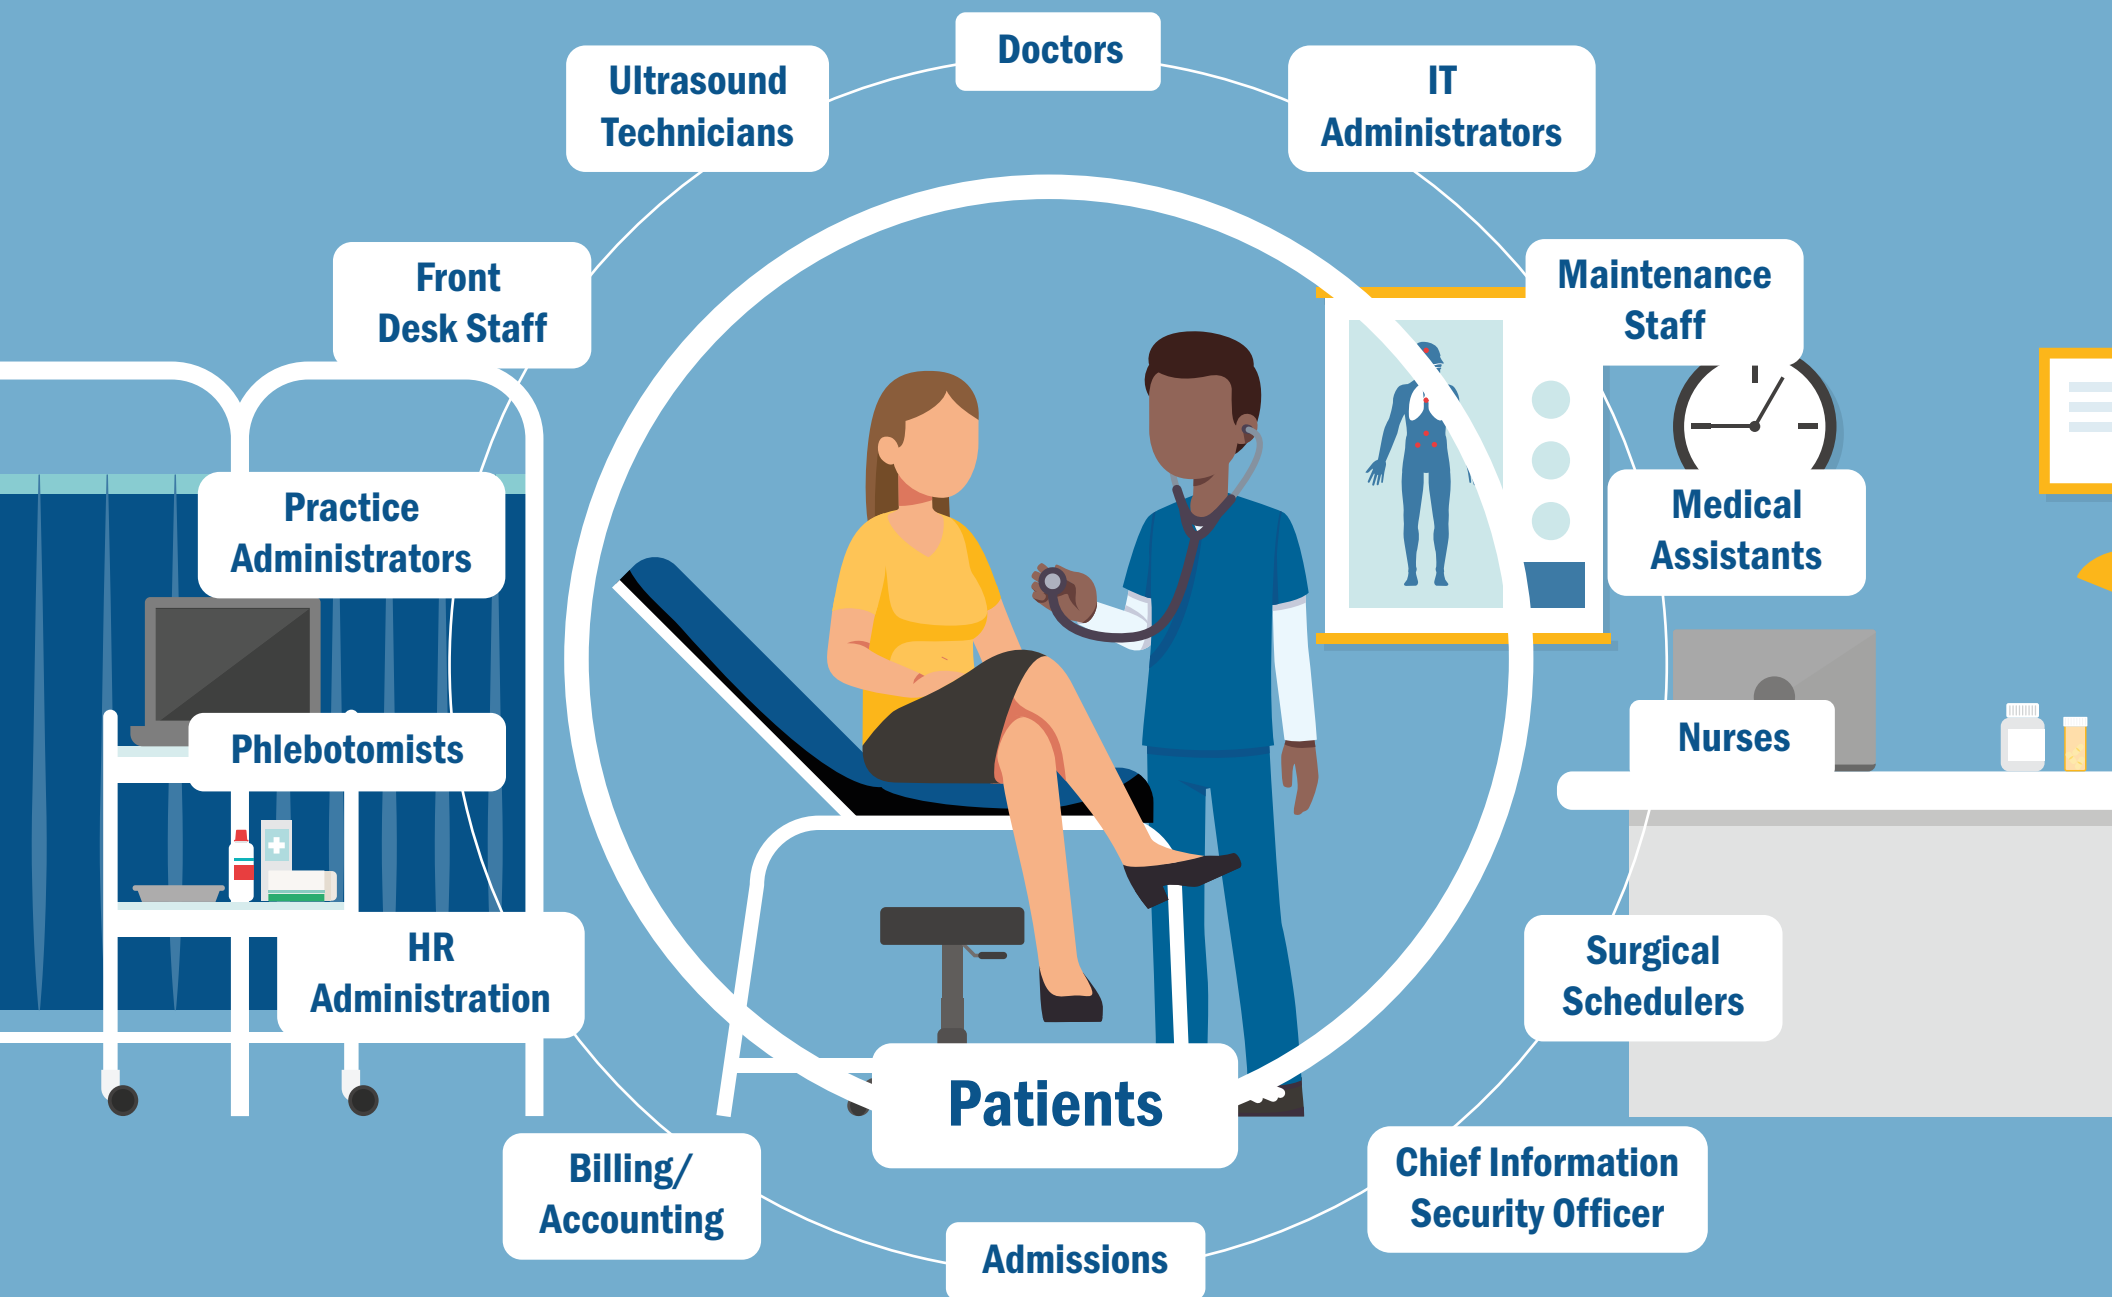 Doctors
Ultrasound
Technicians
IT
Administrators
Front
Desk Staff
Maintenance
Staff
Practice
Administrators
Medical
Assistants
Phlebotomists
Nurses
HR
Administration
Surgical
Schedulers
Patients
Billing/
Accounting
Chief Information
Security Officer
Admissions